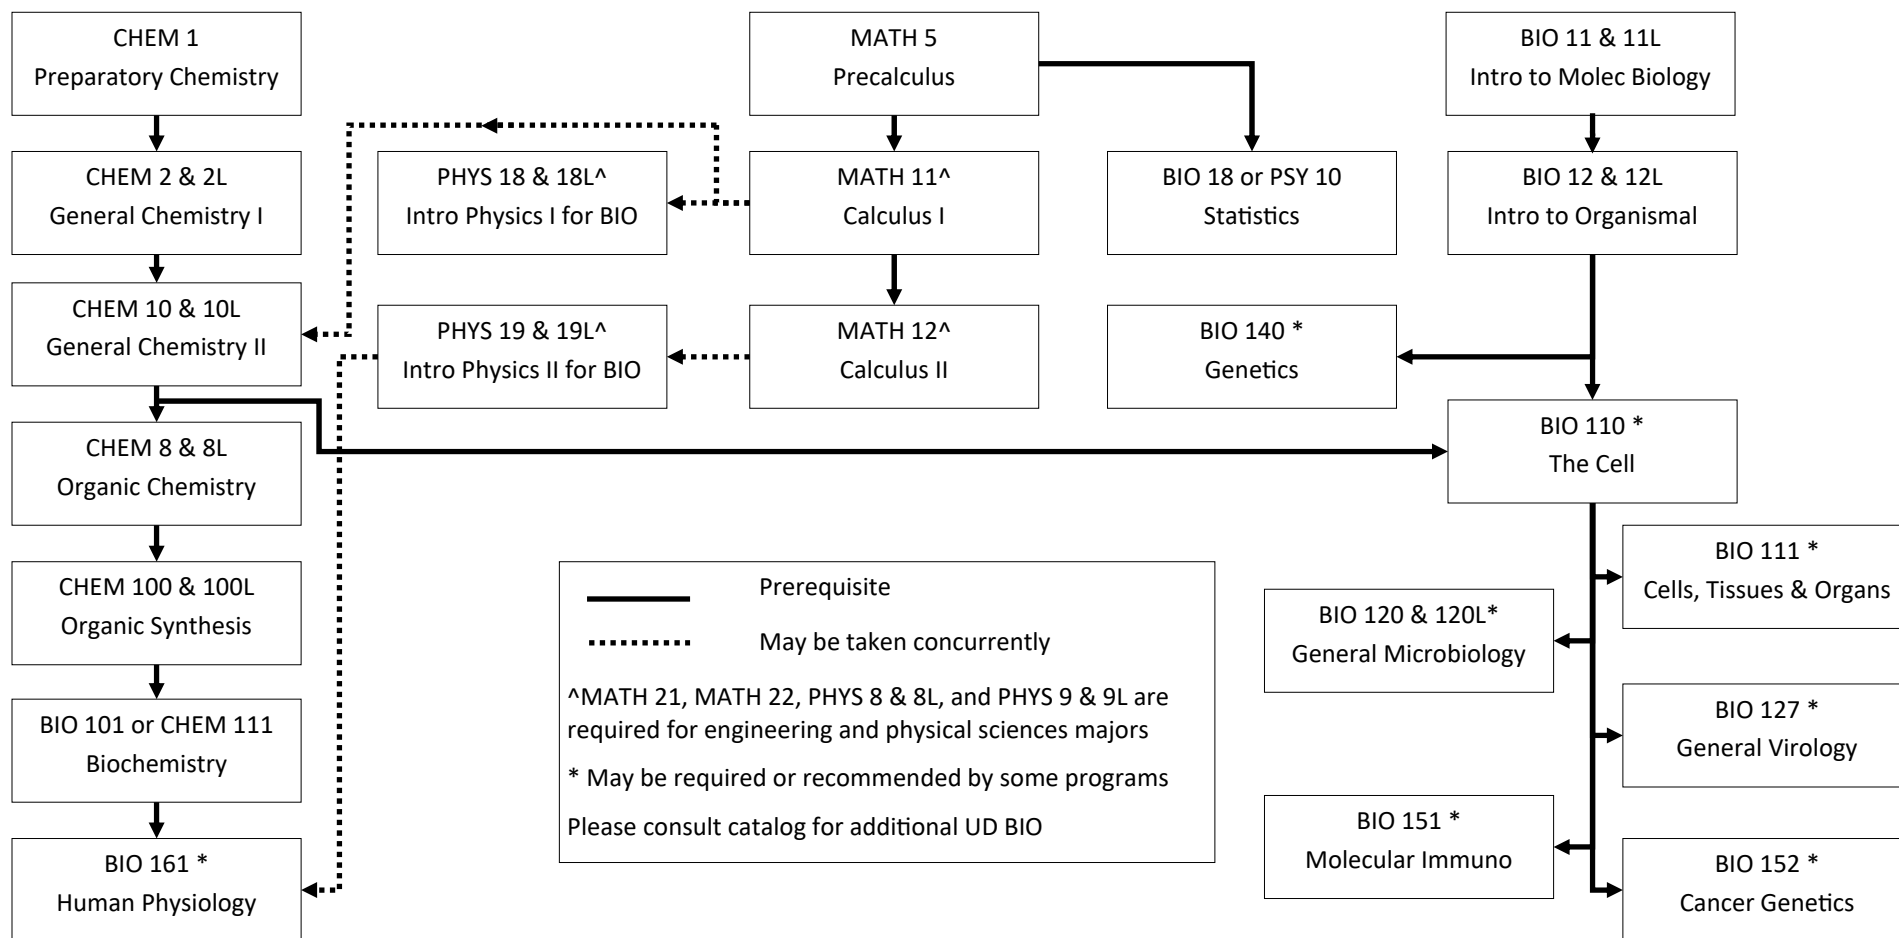 CHEM 1
Preparatory Chemistry
MATH 5
Precalculus
BIO 11 & 11L
Intro to Molec Biology
CHEM 2 & 2L
General Chemistry I
PHYS 18 & 18L^
Intro Physics I for BIO
MATH 11^
Calculus I
BIO 18 or PSY 10
Statistics
BIO 12 & 12L
Intro to Organismal
CHEM 10 & 10L
General Chemistry II
PHYS 19 & 19L^
Intro Physics II for BIO
MATH 12^
Calculus II
BIO 140 *
Genetics
BIO 110 *
The Cell
CHEM 8 & 8L
Organic Chemistry
CHEM 100 & 100L
Organic Synthesis
BIO 101 or CHEM 111
Biochemistry
BIO 161 *
Human Physiology
Prerequisite
May be taken concurrently
^MATH 21, MATH 22, PHYS 8 & 8L, and PHYS 9 & 9L are
required for engineering and physical sciences majors
* May be required or recommended by some programs
Please consult catalog for additional UD BIO
BIO 111 *
Cells, Tissues & Organs
BIO 120 & 120L*
General Microbiology
BIO 127 *
General Virology
BIO 151 *
Molecular Immuno
BIO 152 *
Cancer Genetics